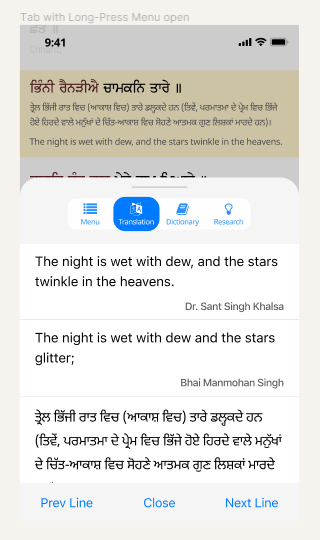 Tab with Long-Press Menu open
9:41
ਭਿੰਨੀ ਰੈਨੜੀਐ ਚਾਮਕਨਿ ਤਾਰੇ ॥
ਤ੍ਰੇਲ ਭਿੱਜੀ ਰਾਤ ਵਿਚ (ਆਕਾਸ਼ ਵਿਚ) ਤਾਰੇ ਡਲ੍ਹਕਦੇ ਹਨ (ਤਿਵੇਂ, ਪਰਮਾਤਮਾ ਦੇ ਪ੍ਰੇਮ ਵਿਚ ਭਿੱਜੇ
ਹੋਏ ਹਿਰਦੇ ਵਾਲੇ ਮਨੁੱਖਾਂ ਦੇ ਚਿੱਤ-ਆਕਾਸ਼ ਵਿਚ ਸੋਹਣੇ ਆਤਮਕ ਗੁਣ ਲਿਸ਼ਕਾਂ ਮਾਰਦੇ ਹਨ)।
The night is wet with dew, and the stars twinkle in the heavens.
Menu
Translation
Dictionary
Research
The night is wet with dew, and the stars
twinkle in the heavens.
Dr. Sant Singh Khalsa
The night is wet with dew and the stars
glitter;
Bhai Manmohan Singh
ਤ੍ਰੇਲ ਭਿੱਜੀ ਰਾਤ ਵਿਚ (ਆਕਾਸ਼ ਵਿਚ) ਤਾਰੇ ਡਲ੍ਹਕਦੇ ਹਨ
(ਤਿਵੇਂ, ਪਰਮਾਤਮਾ ਦੇ ਪ੍ਰੇਮ ਵਿਚ ਭਿੱਜੇ ਹੋਏ ਹਿਰਦੇ ਵਾਲੇ ਮਨੁੱਖਾਂ
ਦੇ ਚਿੱਤ-ਆਕਾਸ਼ ਵਿਚ ਸੋਹਣੇ ਆਤਮਕ ਗੁਣ ਲਿਸ਼ਕਾਂ ਮਾਰਦੇ
Prev Line
Close
Next Line